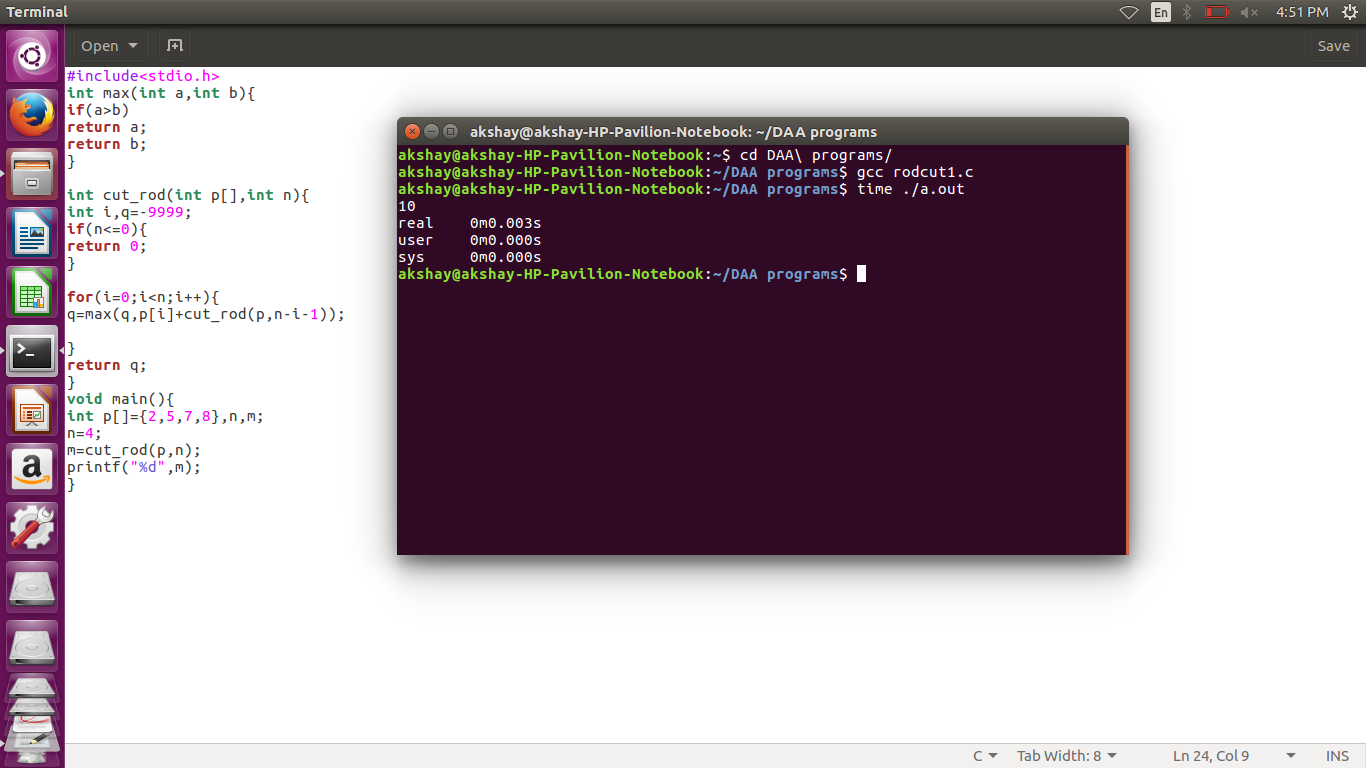 Terminal
En
4:51 PM
Open
Save
#include<stdio.h>
int max(int a,int b){
if(a>b)
return a;
return b;
}
int cut_rod(int p[],int n){
int i,q=-9999;
if(n<=0){
return 0;
}
for(i=0;i<n;i++){
q=max(q,p[i]+cut_rod(p,n-i-1));
}
return q;
}
void main(){
int p[]={2,5,7,8},n,m;
n=4;
m=cut_rod(p,n);
printf("%d",m);
}
akshay@akshay-HP-Pavilion-Notebook: ~/DAA programs
akshay@akshay-HP-Pavilion-Notebook:~$ cd DAA\ programs/
akshay@akshay-HP-Pavilion-Notebook:~/DAA programs$ gcc rodcut1.c
akshay@akshay-HP-Pavilion-Notebook:~/DAA programs$ time ./a.out
10
real	0m0.003s
user	0m0.000s
sys	0m0.000s
akshay@akshay-HP-Pavilion-Notebook:~/DAA programs$
a
C
Tab Width: 8
Ln 24, Col 9
INS